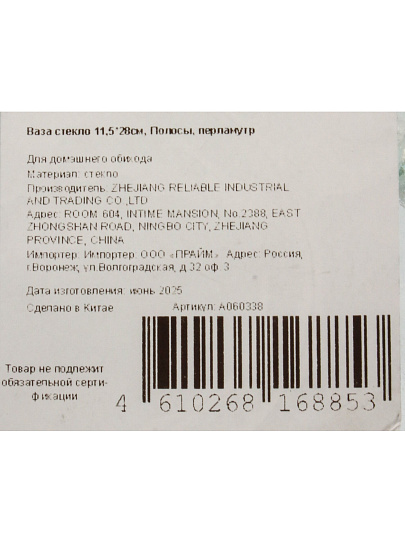 Ваза стекло 11,5*28см, Полосы, перламутр
Для домашнего обихода
Материал: стекло
Производитель: ZHEJIANG RELIABLE INDUSTRIAL
AND TRADING CO.,LTD
Адрес: ROOM 604, INTIME MANSION, No.2388, EAST
ZHONGSHAN ROAD, NINGBO CITY, ZHEJIANG
PROVINCE, CHINA
Импортер: Импортер: ООО «ПРАЙМ» Адрес: Россия,
г.Воронеж, ул.Волгоградская, д.32 оф. 3
Дата изготовления: июнь 2025
Сделано в Китае Артикул: A060338
Товар не подлежит
обязательной серти-
фикации
4 610268 168853